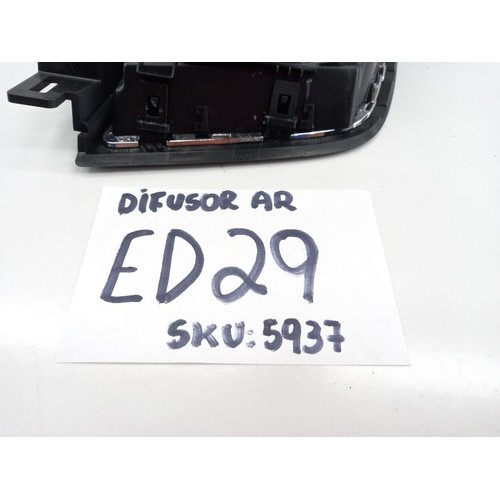 DIFUSOR AR
ED29
SKU: 5937